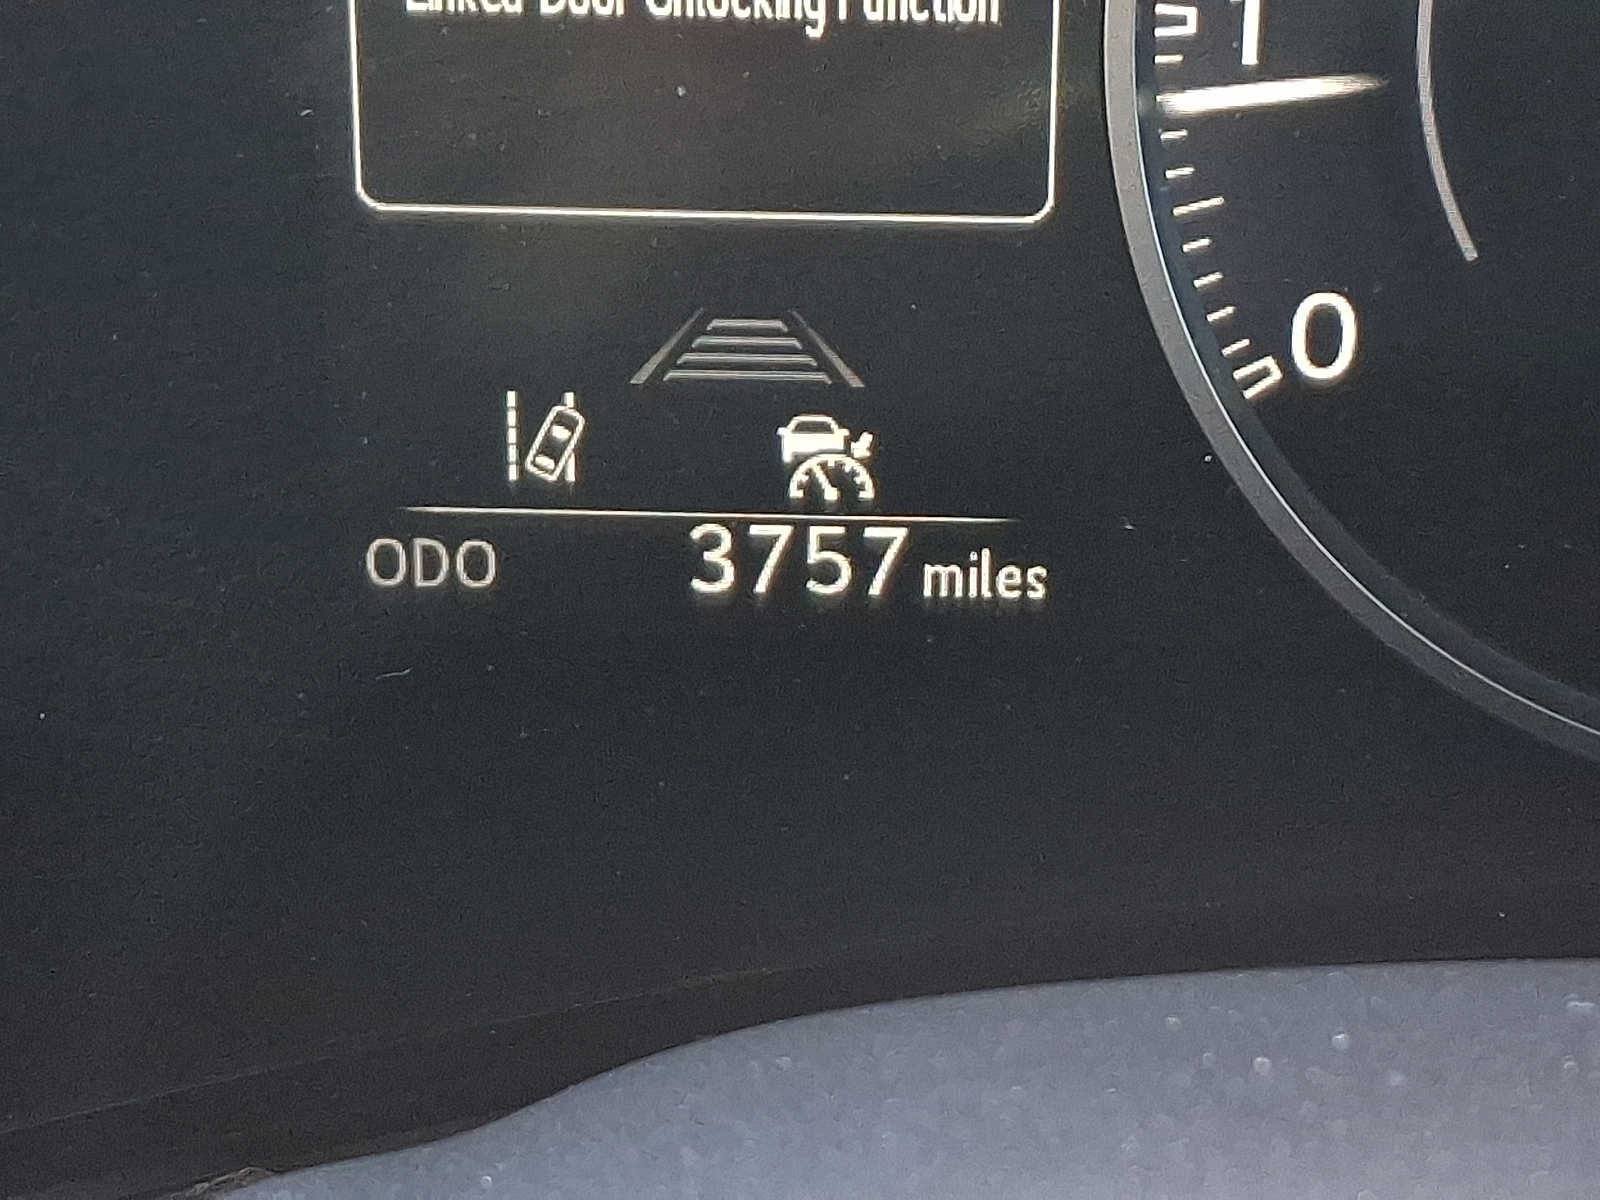 Linked Door Unlocking Function
1
0
ODO 3757 miles